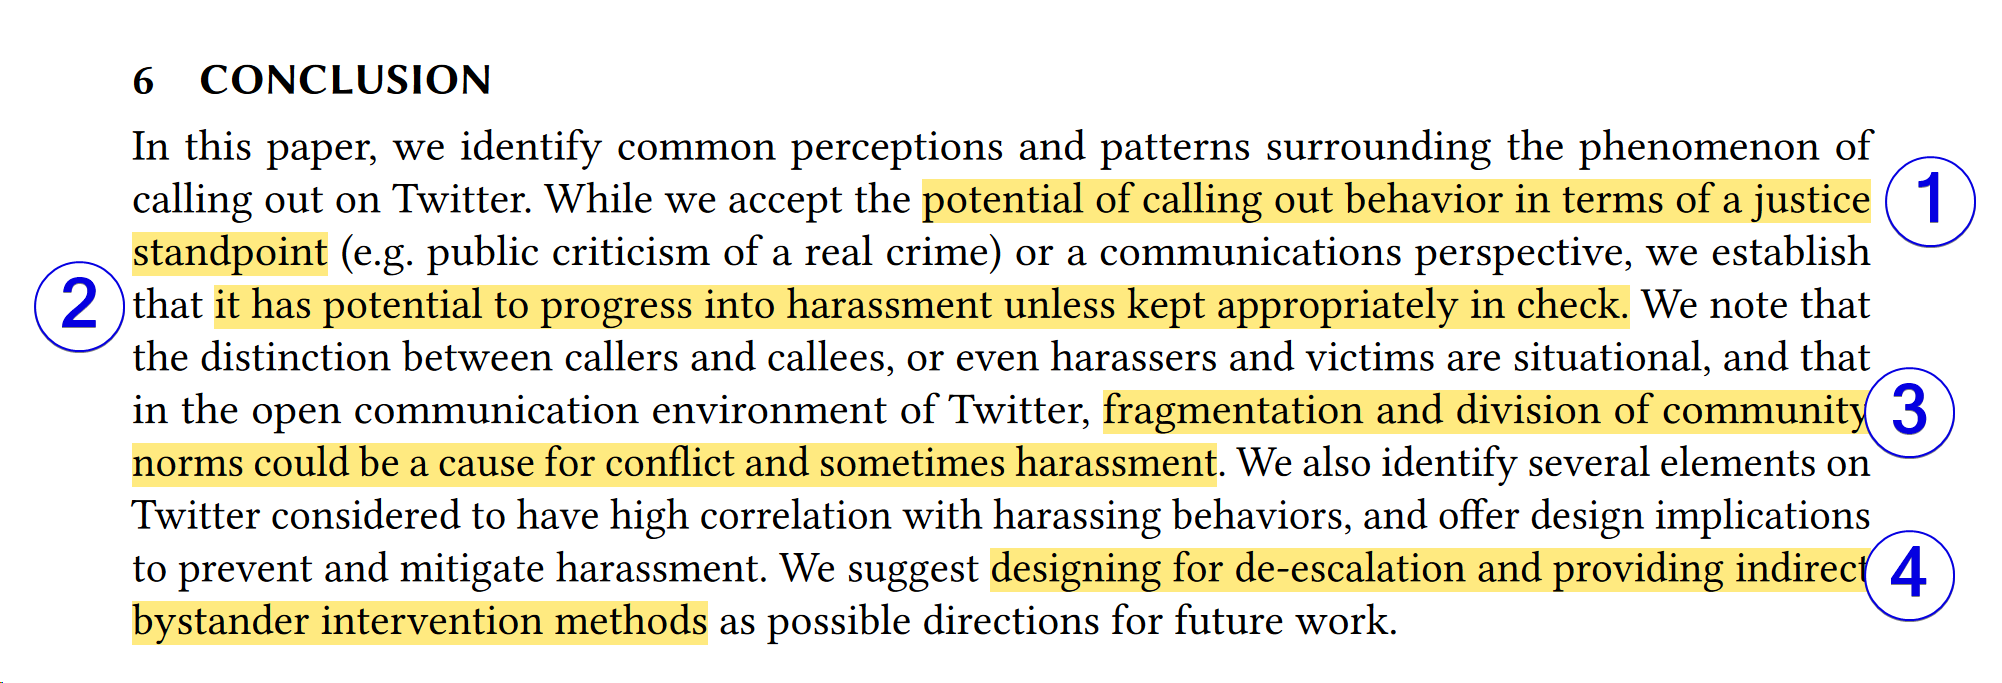 6 CONCLUSION
In this paper, we identify common perceptions and patterns surrounding the phenomenon of
calling out on Twitter. While we accept the potential of calling out behavior in terms of a justice
1
standpoint (e.g. public criticism of a real crime) or a communications perspective, we establish
2
that it has potential to progress into harassment unless kept appropriately in check. We note that
the distinction between callers and callees, or even harassers and victims are situational, and that
in the open communication environment of Twitter, fragmentation and division of community
3
norms could be a cause for conflict and sometimes harassment. We also identify several elements on
Twitter considered to have high correlation with harassing behaviors, and offer design implications
to prevent and mitigate harassment. We suggest designing for de-escalation and providing indirect
4
bystander intervention methods as possible directions for future work.